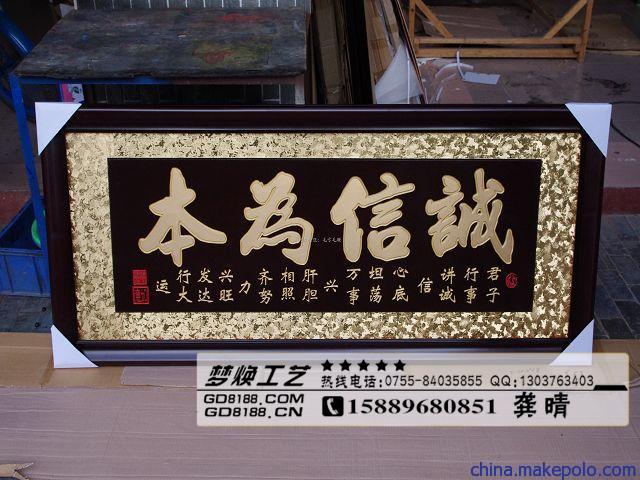 誠信為本
君子行事讲诚信
心底坦荡万事兴
肝胆相照齐努力
兴旺发达行大运
梦焕工艺 ★★★★★
热线电话:0755-84035855 QQ:1303763403
GD8188.COM
GD8188.CN
15889680851 龚晴
china.makepolo.com